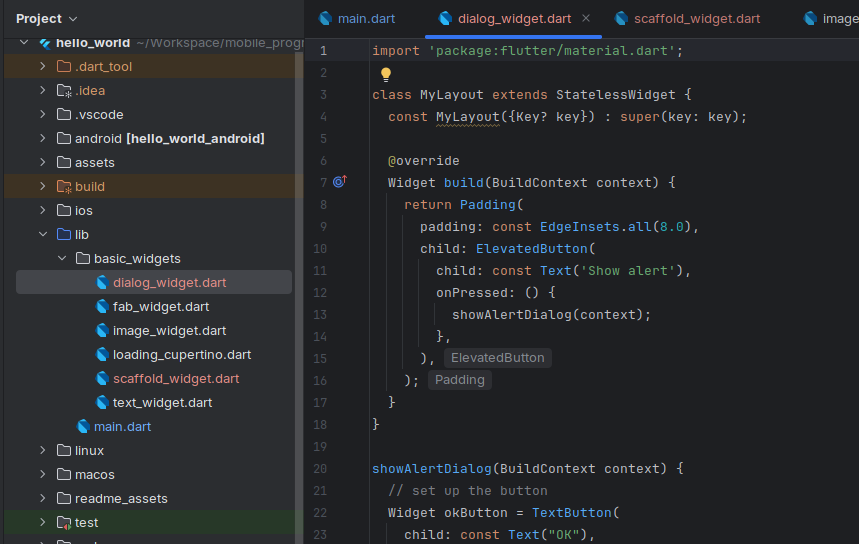 Project
main.dart
dialog_widget.dart
scaffold_widget.dart
image
hello_world ~/Workspace/mobile_progr
.dart_tool
.idea
.vscode
android [hello_world_android]
assets
build
ios
lib
basic_widgets
dialog_widget.dart
fab_widget.dart
image_widget.dart
loading_cupertino.dart
scaffold_widget.dart
text_widget.dart
main.dart
linux
macos
readme_assets
test
1 import 'package:flutter/material.dart';
2
3 class MyLayout extends StatelessWidget {
4 const MyLayout({Key? key}) : super(key: key);
5
6 @override
7 Widget build(BuildContext context) {
8 return Padding(
9 padding: const EdgeInsets.all(8.0),
10 child: ElevatedButton(
11 child: const Text('Show alert'),
12 onPressed: () {
13 showAlertDialog(context);
14 },
15 ), ElevatedButton
16 ); Padding
17 }
18 }
19
20 showAlertDialog(BuildContext context) {
21 // set up the button
22 Widget okButton = TextButton(
23 child: const Text("OK"),